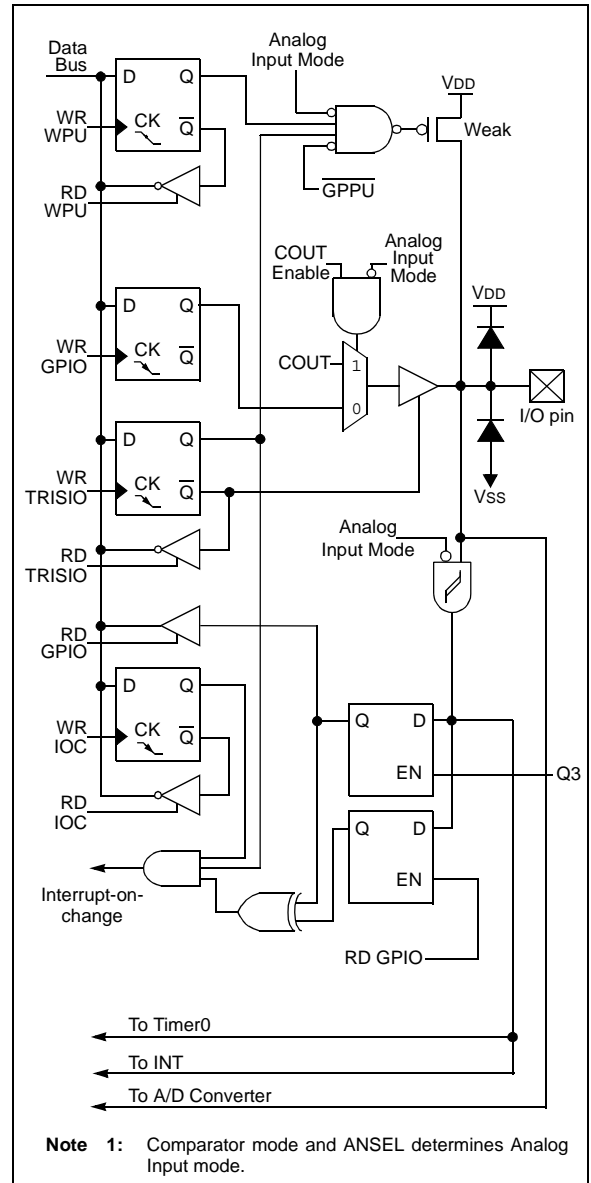 Data
Bus
D Q
WR
WPU
CK Q
RD
WPU
Analog
Input Mode
GPPU
VDD
Weak
COUT
Enable
Analog
Input
Mode
D Q
WR
GPIO
CK Q
COUT
1
0
VDD
I/O pin
VSS
D Q
WR
TRISIO
CK Q
RD
TRISIO
Analog
Input Mode
RD
GPIO
D Q
WR
IOC
CK Q
RD
IOC
Q D
EN
Q3
Q D
EN
RD GPIO
Interrupt-on-
change
To Timer0
To INT
To A/D Converter
Note 1: Comparator mode and ANSEL determines Analog
Input mode.